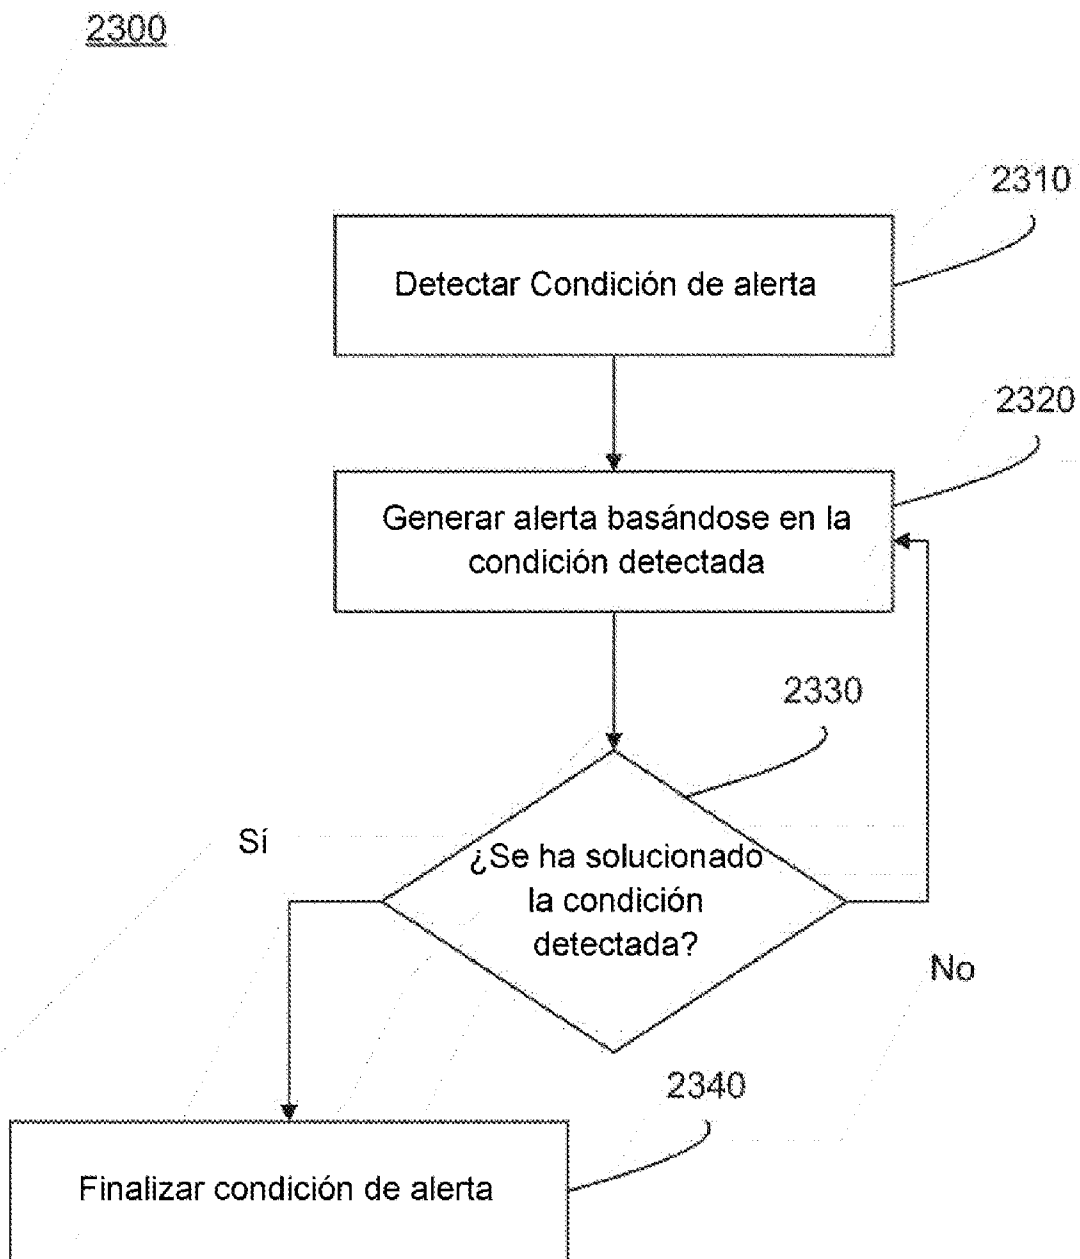 2300
2310
Detectar Condición de alerta
2320
Generar alerta basándose en la
condición detectada
2330
Sí
¿Se ha solucionado
la condición
detectada?
No
2340
Finalizar condición de alerta